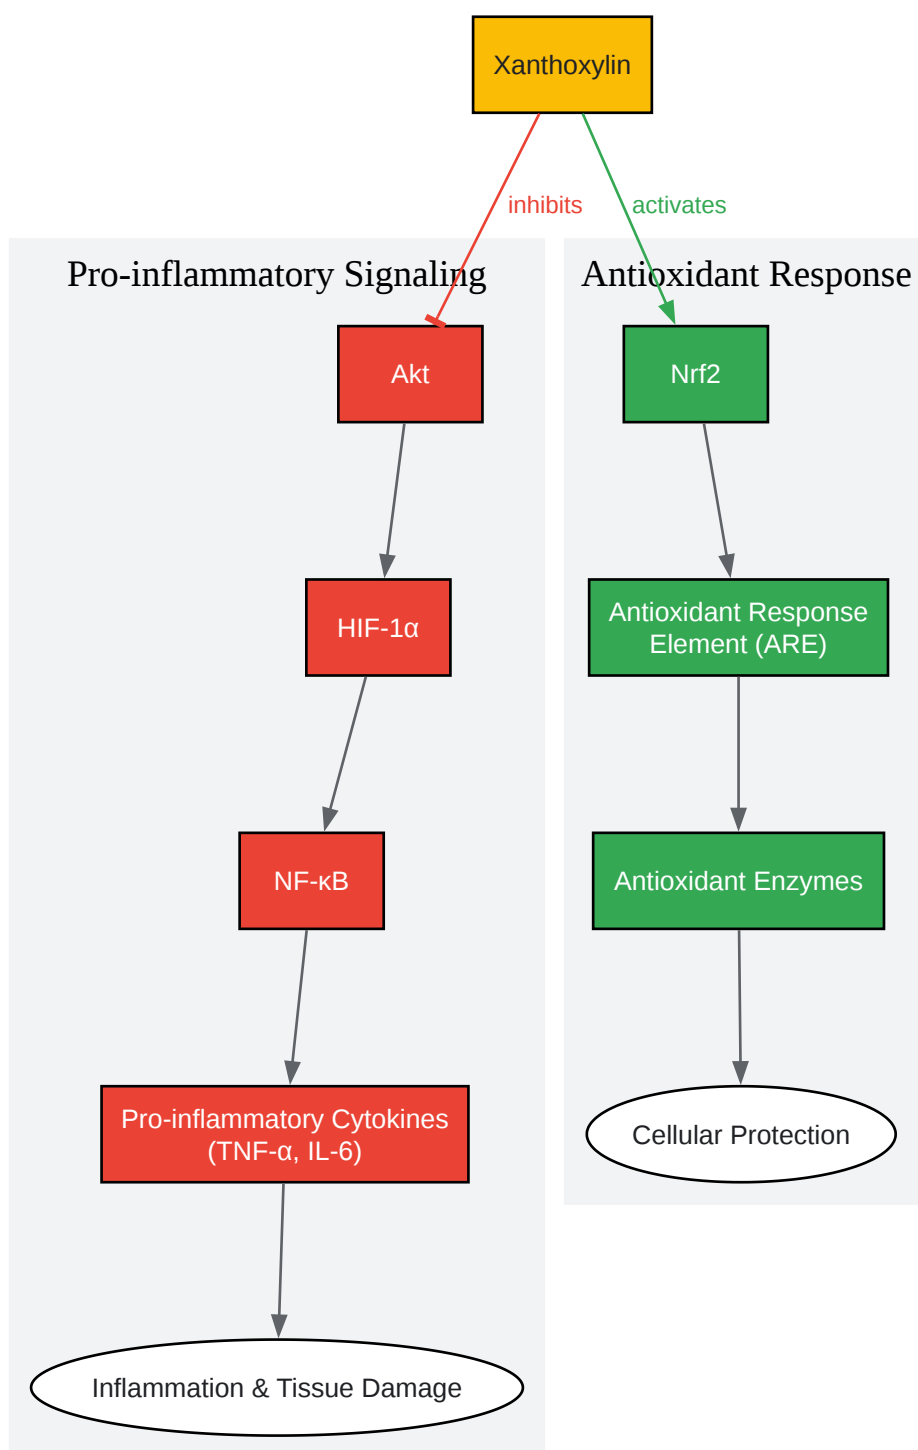 Xanthoxylin
inhibits
activates
Pro-inflammatory Signaling
Antioxidant Response
Akt
Nrf2
HIF-1α
Antioxidant Response
Element (ARE)
NF-κB
Antioxidant Enzymes
Pro-inflammatory Cytokines
(TNF-α, IL-6)
Cellular Protection
Inflammation & Tissue Damage